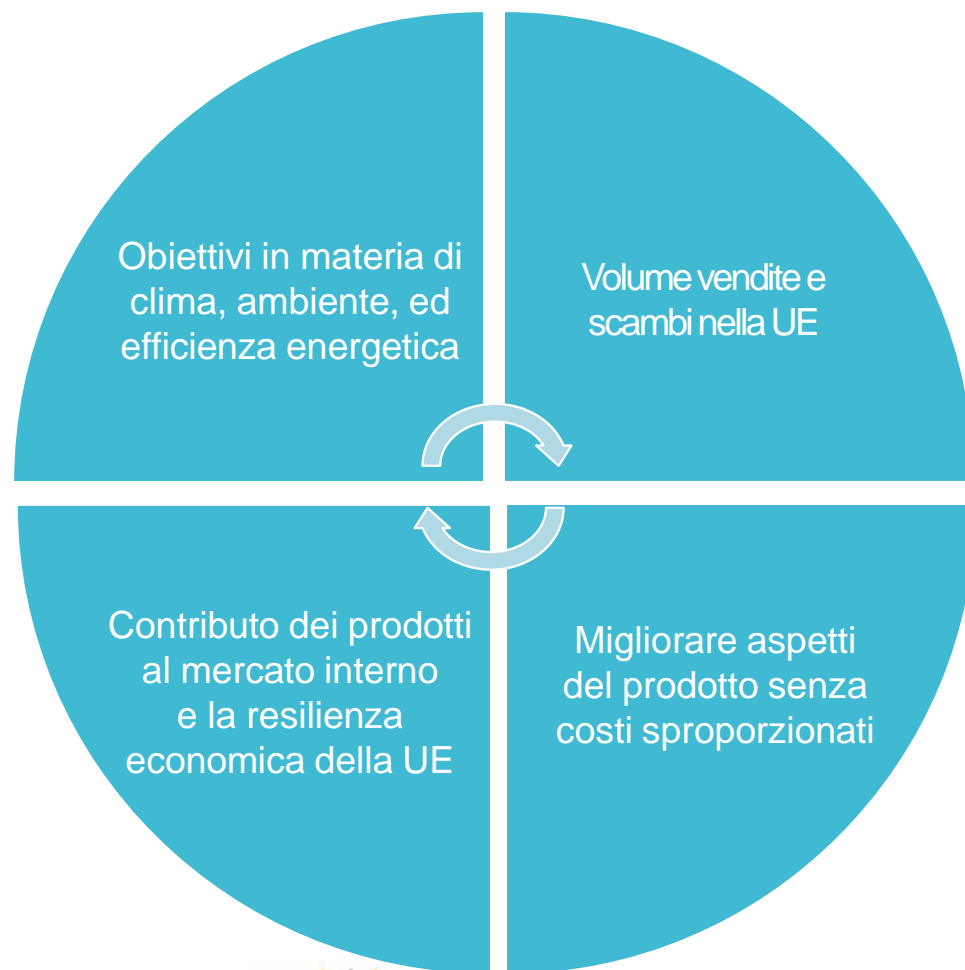 Obiettivi in materia di
clima, ambiente, ed
efficienza energetica
Volume vendite e
scambi nella UE
Contributo dei prodotti
al mercato interno
e la resilienza
economica della UE
Migliorare aspetti
del prodotto senza
costi sproporzionati